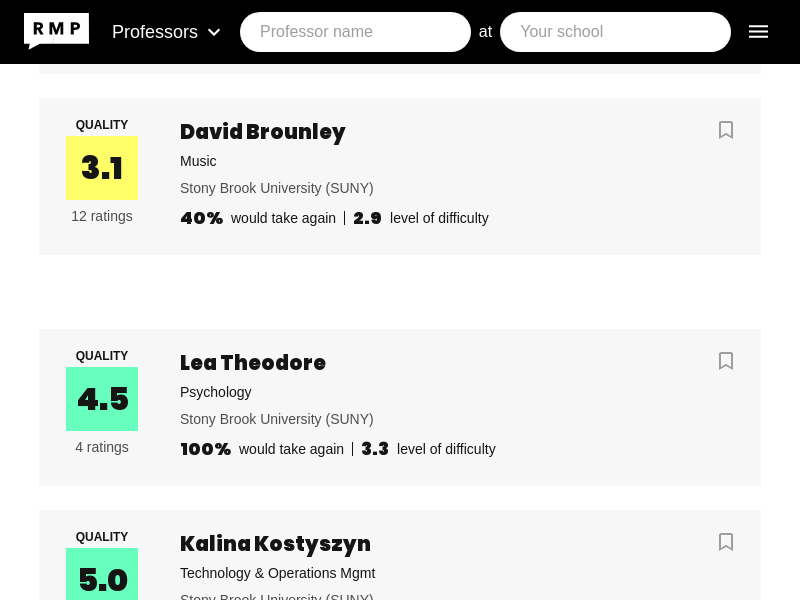 RMP Professors Professor name at Your school
QUALITY
3.1
12 ratings
David Brounley
Music
Stony Brook University (SUNY)
40% would take again 2.9 level of difficulty
QUALITY
4.5
4 ratings
Lea Theodore
Psychology
Stony Brook University (SUNY)
100% would take again 3.3 level of difficulty
QUALITY
5.0
Kalina Kostyszyn
Technology & Operations Mgmt
Stony Brook University (SUNY)